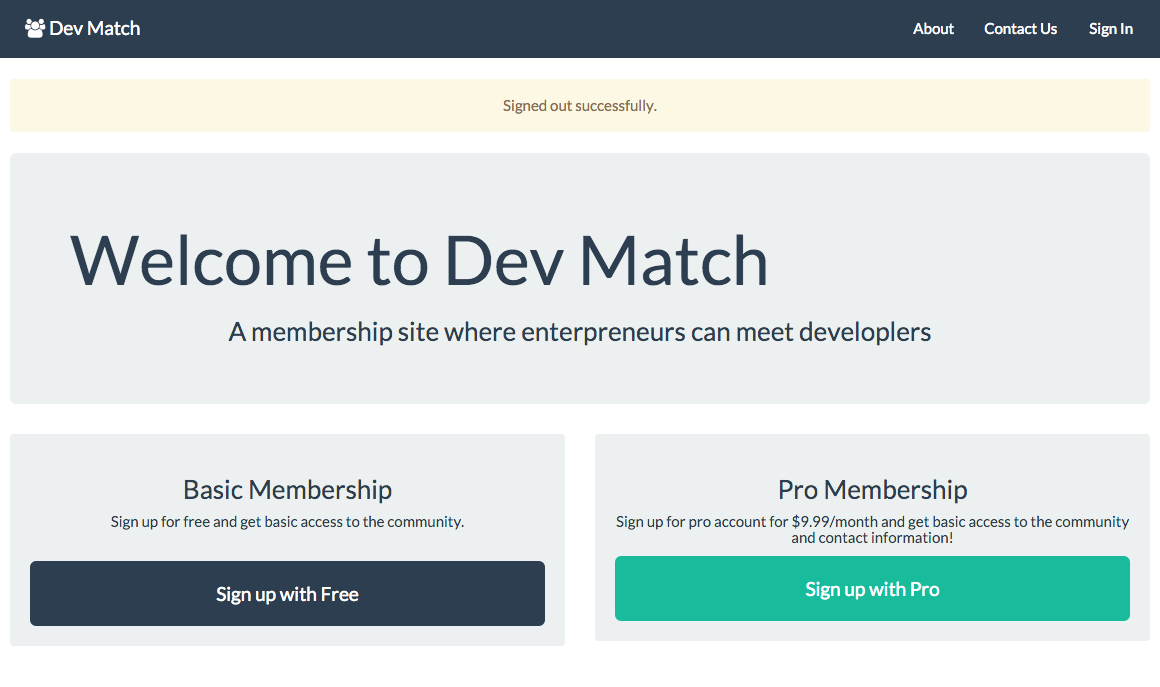 Dev Match
About
Contact Us
Sign In
Signed out successfully.
Welcome to Dev Match
A membership site where enterpreneurs can meet developlers
Basic Membership
Sign up for free and get basic access to the community.
Sign up with Free
Pro Membership
Sign up for pro account for $9.99/month and get basic access to the community
and contact information!
Sign up with Pro